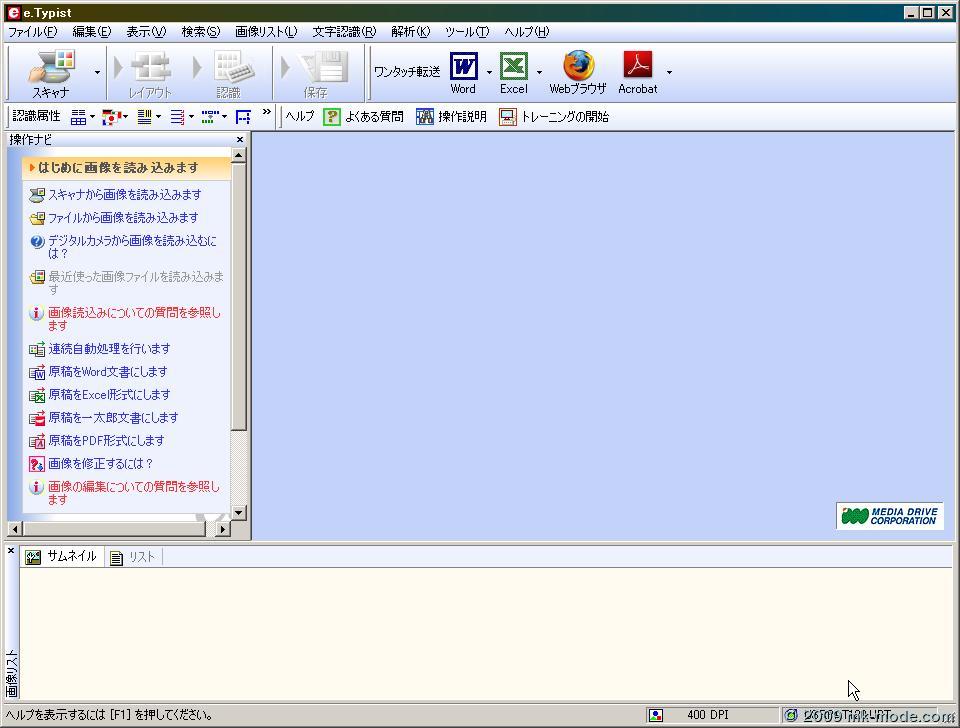 e.Typist
ファイル(F) 編集(E) 表示(V) 検索(S) 画像リスト(L) 文字認識(R) 解析(K) ツール(T) ヘルプ(H)
スキャナ レイアウト 認識 保存 ワンタッチ転送 Word Excel Webブラウザ Acrobat
認識属性 » ヘルプ よくある質問 操作説明 トレーニングの開始
操作ナビ
はじめに画像を読み込みます
スキャナから画像を読み込みます
ファイルから画像を読み込みます
デジタルカメラから画像を読み込むに
は？
最近使った画像ファイルを読み込みま
す
画像読込みについての質問を参照し
ます
連続自動処理を行います
原稿をWord文書にします
原稿をExcel形式にします
原稿を一太郎文書にします
原稿をPDF形式にします
画像を修正するには？
画像の編集についての質問を参照し
ます
MEDIA DRIVE
CORPORATION
サムネイル リスト
画像リスト
ヘルプを表示するには [F1] を押してください。
400 DPI
©2009 mk-mode.com